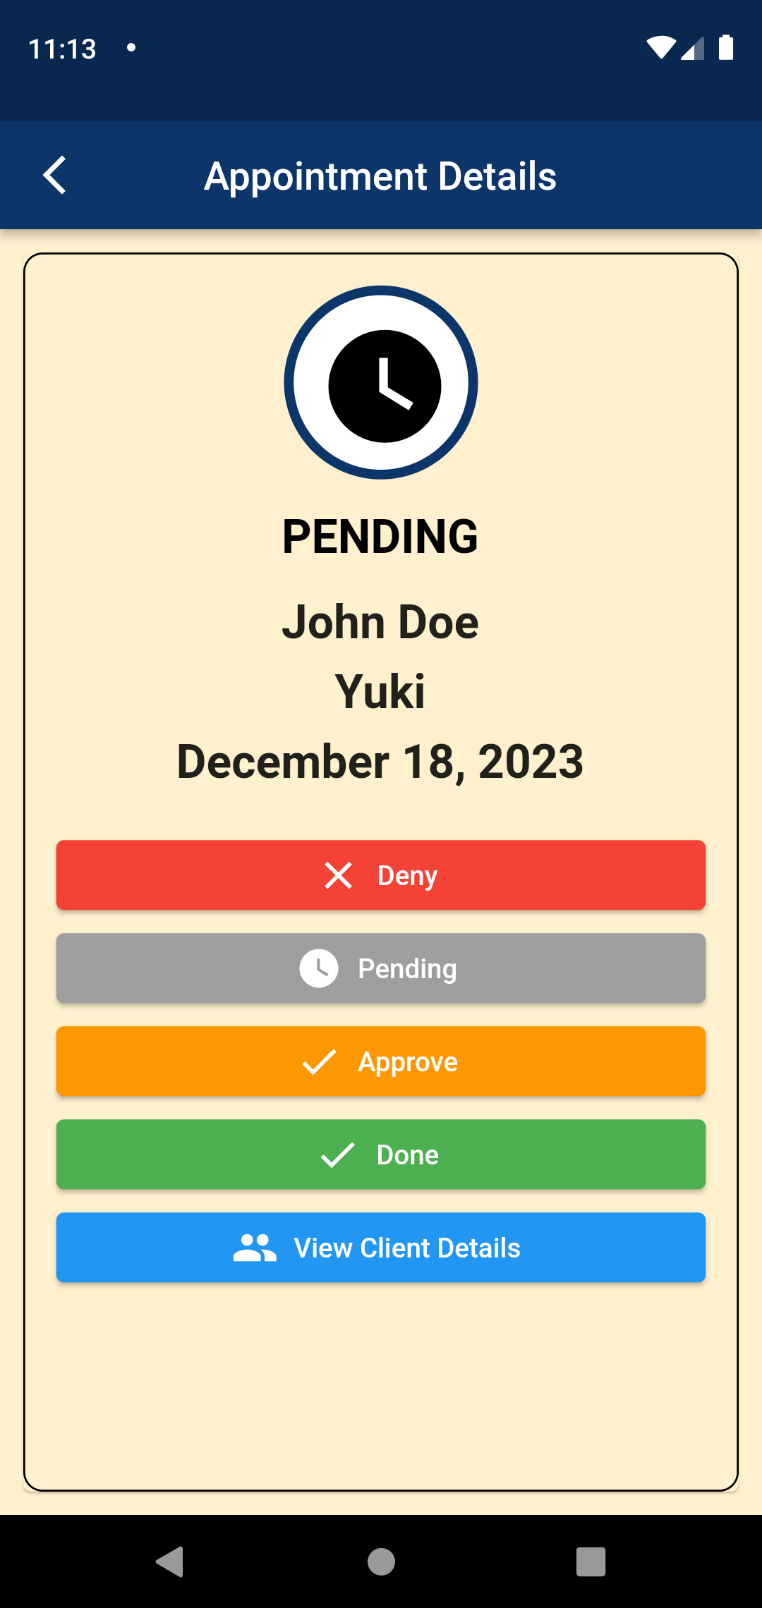 11:13
Appointment Details
PENDING
John Doe
Yuki
December 18, 2023
Deny
Pending
Approve
Done
View Client Details